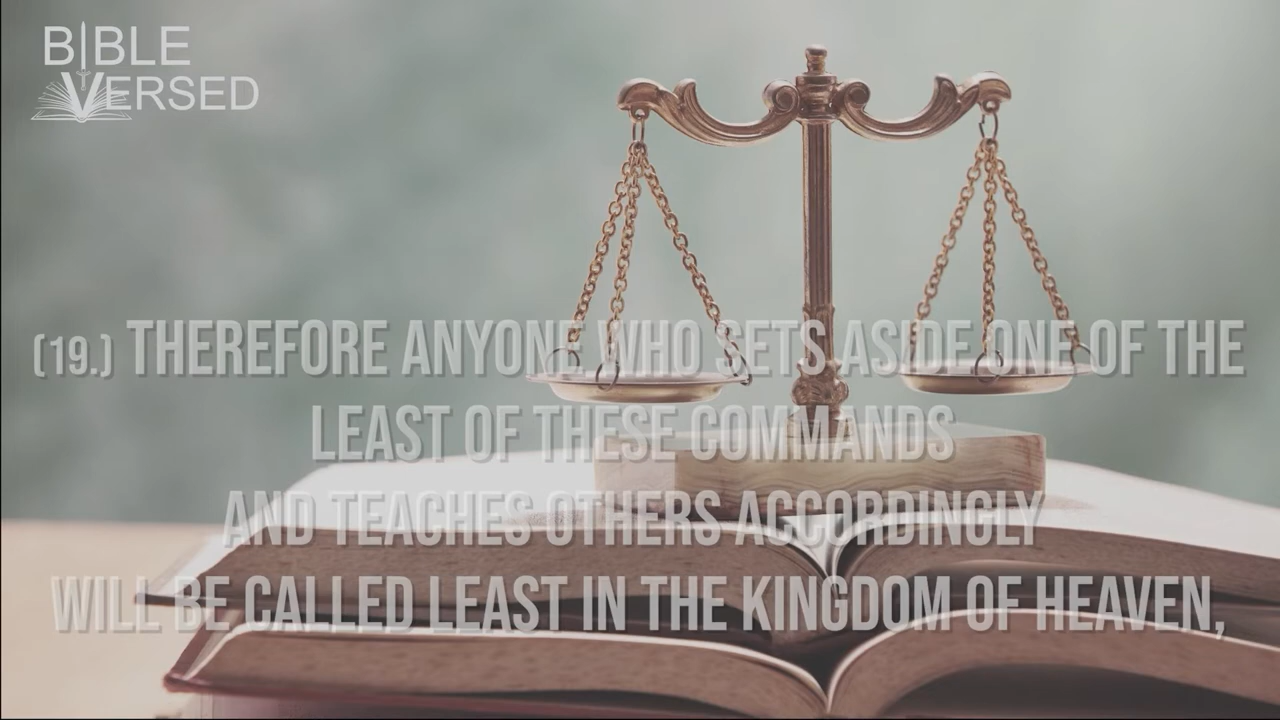 BIBLE
VERSED
(19.) THEREFORE ANYONE WHO SETS ASIDE ONE OF THE
LEAST OF THESE COMMANDS
AND TEACHES OTHERS ACCORDINGLY
WILL BE CALLED LEAST IN THE KINGDOM OF HEAVEN,